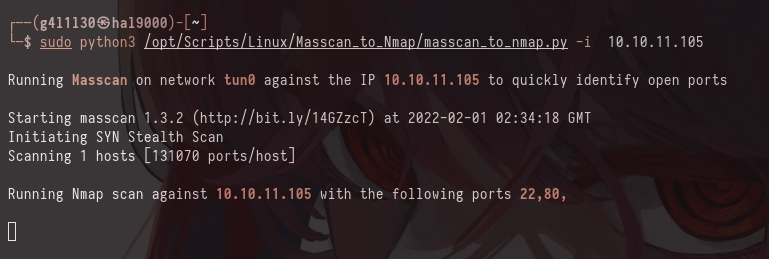 ┌──(g4l1l30㉿hal9000)-[~]
└─$ sudo python3 /opt/Scripts/Linux/Masscan_to_Nmap/masscan_to_nmap.py -i  10.10.11.105
Running Masscan on network tun0 against the IP 10.10.11.105 to quickly identify open ports
Starting masscan 1.3.2 (http://bit.ly/14GZzcT) at 2022-02-01 02:34:18 GMT
Initiating SYN Stealth Scan
Scanning 1 hosts [131070 ports/host]
Running Nmap scan against 10.10.11.105 with the following ports 22,80,